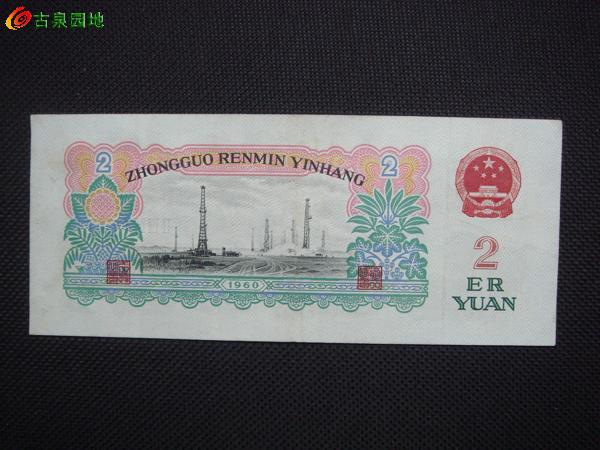 古泉园地
2
2
ZHONGGUO RENMIN YINHANG
2
ER
YUAN
1960